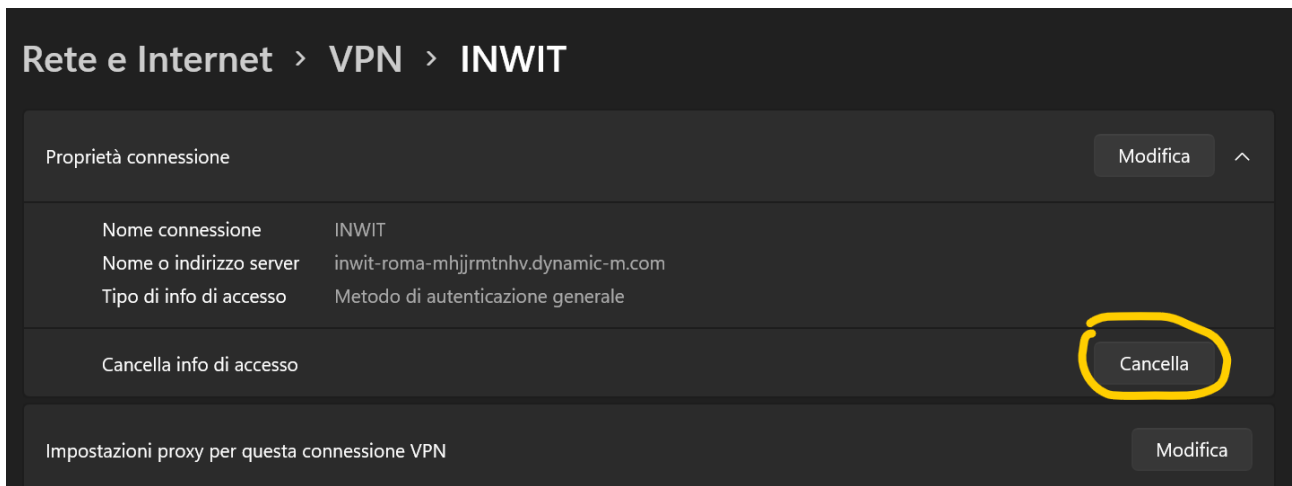 Rete e Internet > VPN > INWIT
Proprietà connessione Modifica
Nome connessione INWIT
Nome o indirizzo server inwit-roma-mhjjrmtnhv.dynamic-m.com
Tipo di info di accesso Metodo di autenticazione generale
Cancella info di accesso Cancella
Impostazioni proxy per questa connessione VPN Modifica